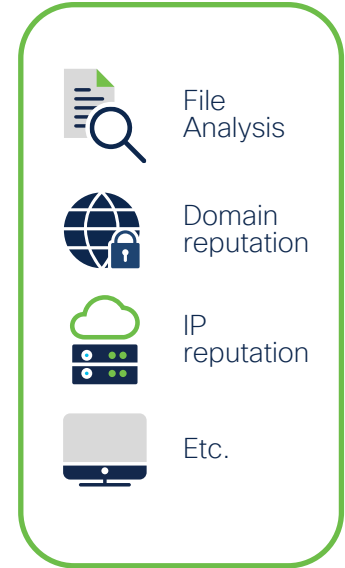 File
Analysis
Domain
reputation
IP
reputation
Etc.